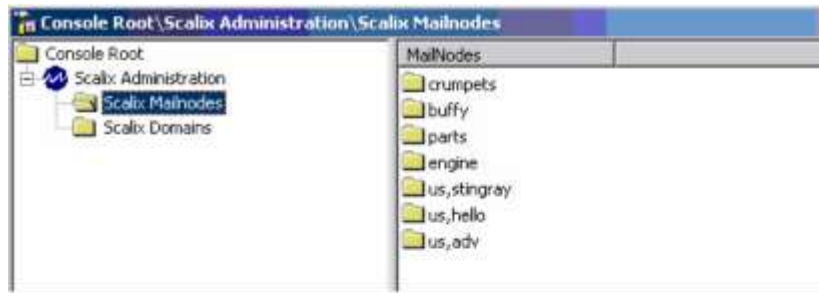 Console Root\Scalix Administration\Scalix Mailnodes
Console Root
Scalix Administration
Scalix Mailnodes
Scalix Domains
MailNodes
crumpets
buffy
parts
engine
us,stingray
us,hello
us,adv